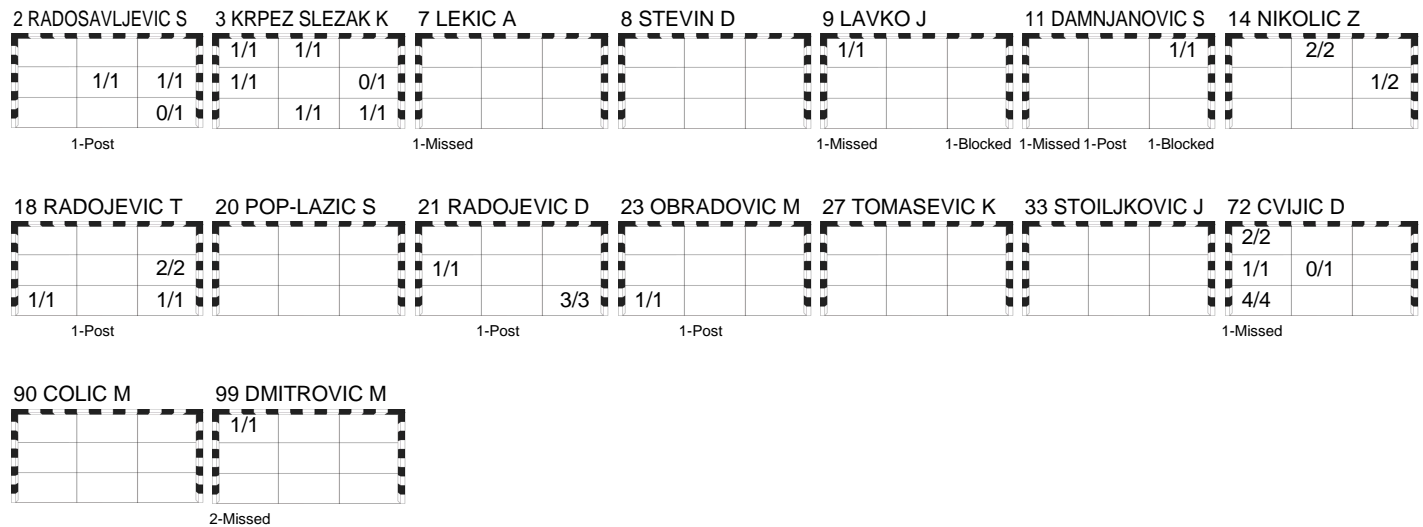 2 RADOSAVLJEVIC S 3 KRPEZ SLEZAK K 7 LEKIC A 8 STEVIN D 9 LAVKO J 11 DAMNJANOVIC S 14 NIKOLIC Z
1/1 1/1 1/1 1/1 2/2
1/1 1/1 1/1 0/1 1/2
0/1 1/1 1/1
1-Post 1-Missed 1-Missed 1-Blocked 1-Missed 1-Post 1-Blocked
18 RADOJEVIC T 20 POP-LAZIC S 21 RADOJEVIC D 23 OBRADOVIC M 27 TOMASEVIC K 33 STOILJKOVIC J 72 CVIJIC D
2/2
2/2 1/1 1/1 0/1
1/1 1/1 3/3 1/1 4/4
1-Post 1-Post 1-Post 1-Missed
90 COLIC M 99 DMITROVIC M
1/1
2-Missed